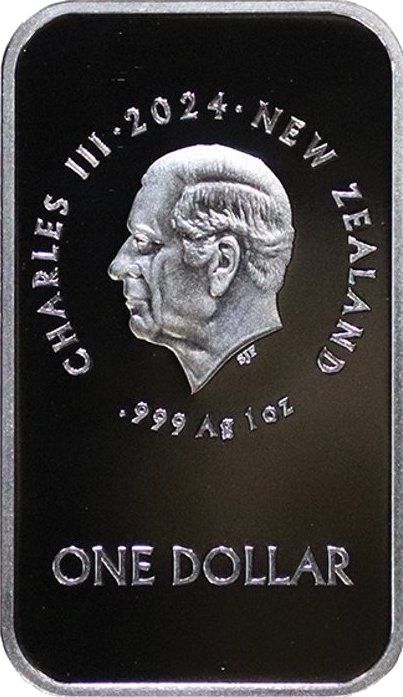 CHARLES III · 2024 · NEW ZEALAND
SJF
.999 Ag 1oz
ONE DOLLAR